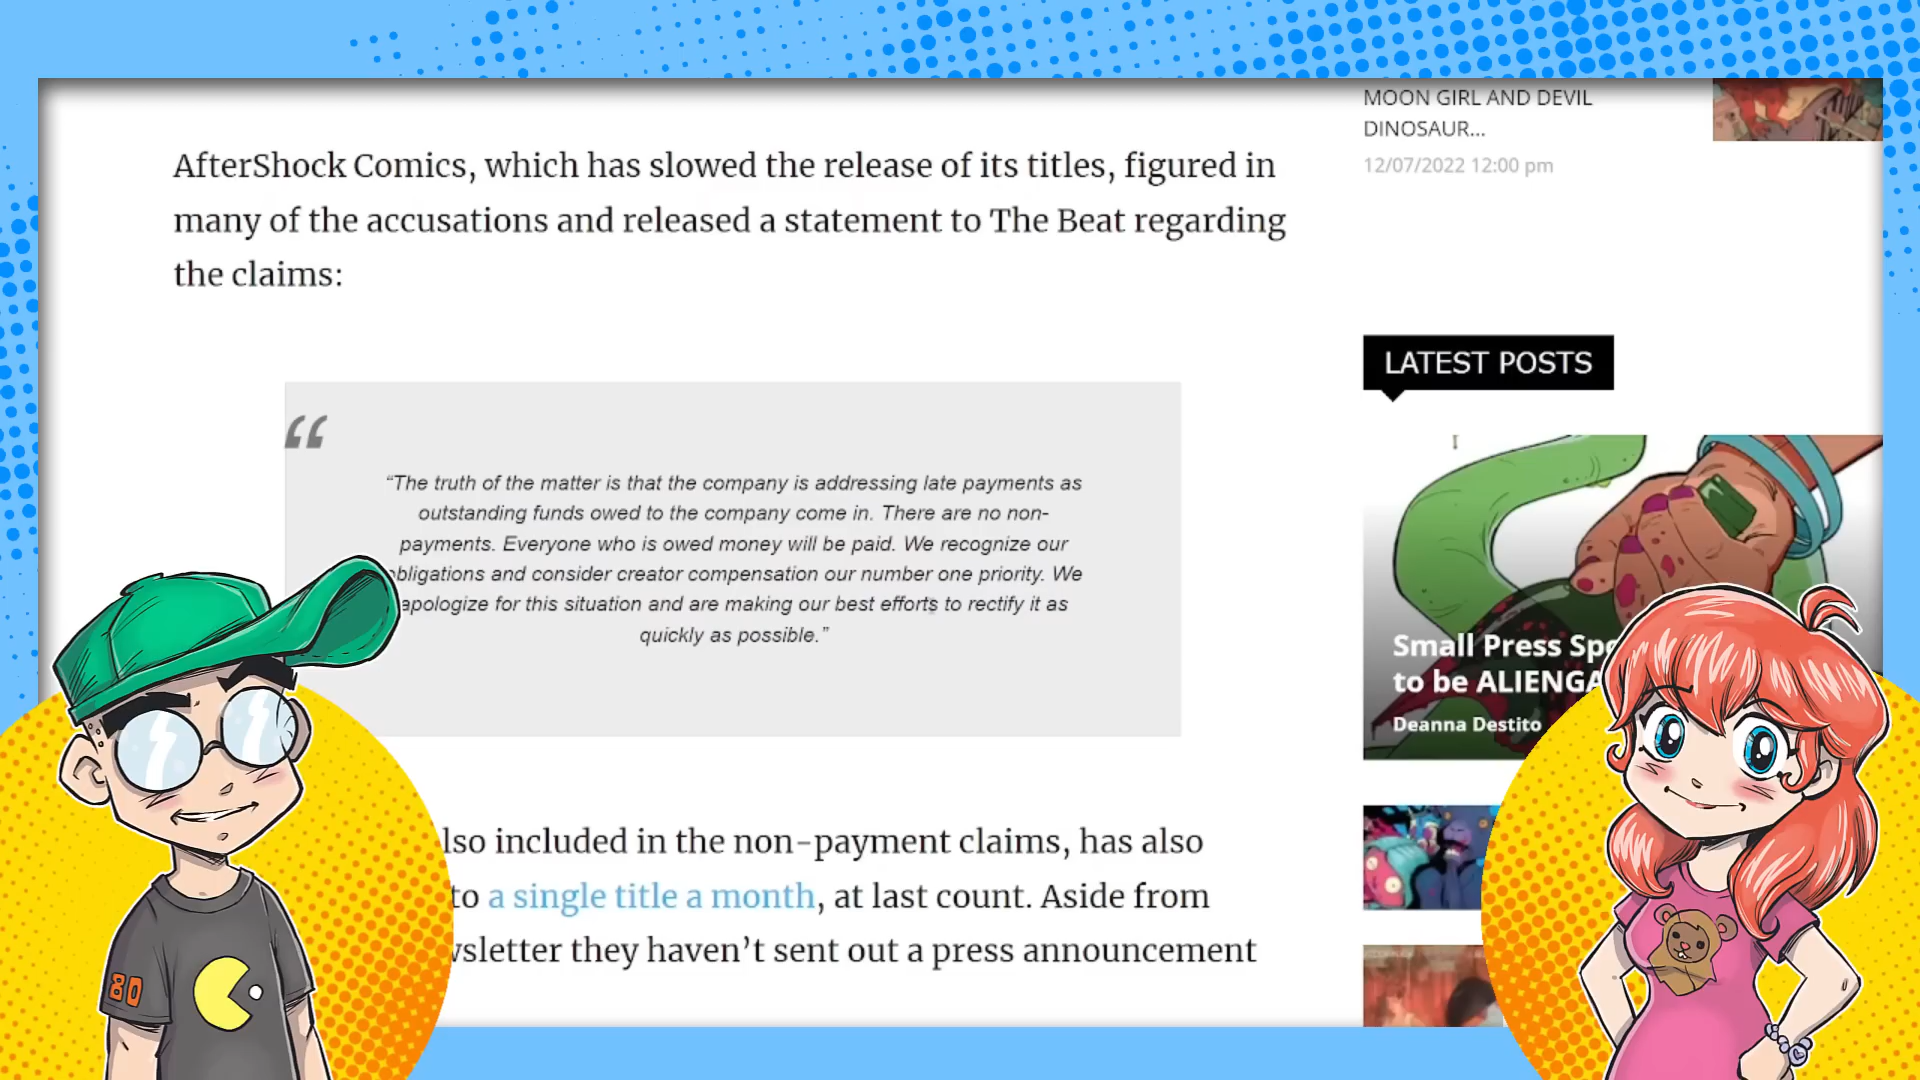 MOON GIRL AND DEVIL
DINOSAUR...
12/07/2022 12:00 pm
AfterShock Comics, which has slowed the release of its titles, figured in
many of the accusations and released a statement to The Beat regarding
the claims:
LATEST POSTS
“
“The truth of the matter is that the company is addressing late payments as
outstanding funds owed to the company come in. There are no non-
payments. Everyone who is owed money will be paid. We recognize our
obligations and consider creator compensation our number one priority. We
apologize for this situation and are making our best efforts to rectify it as
quickly as possible.”
Small Press
to be
Deanna Destito
included in the non-payment claims, has also
to a single title a month, at last count. Aside from
they haven’t sent out a press announcement
80